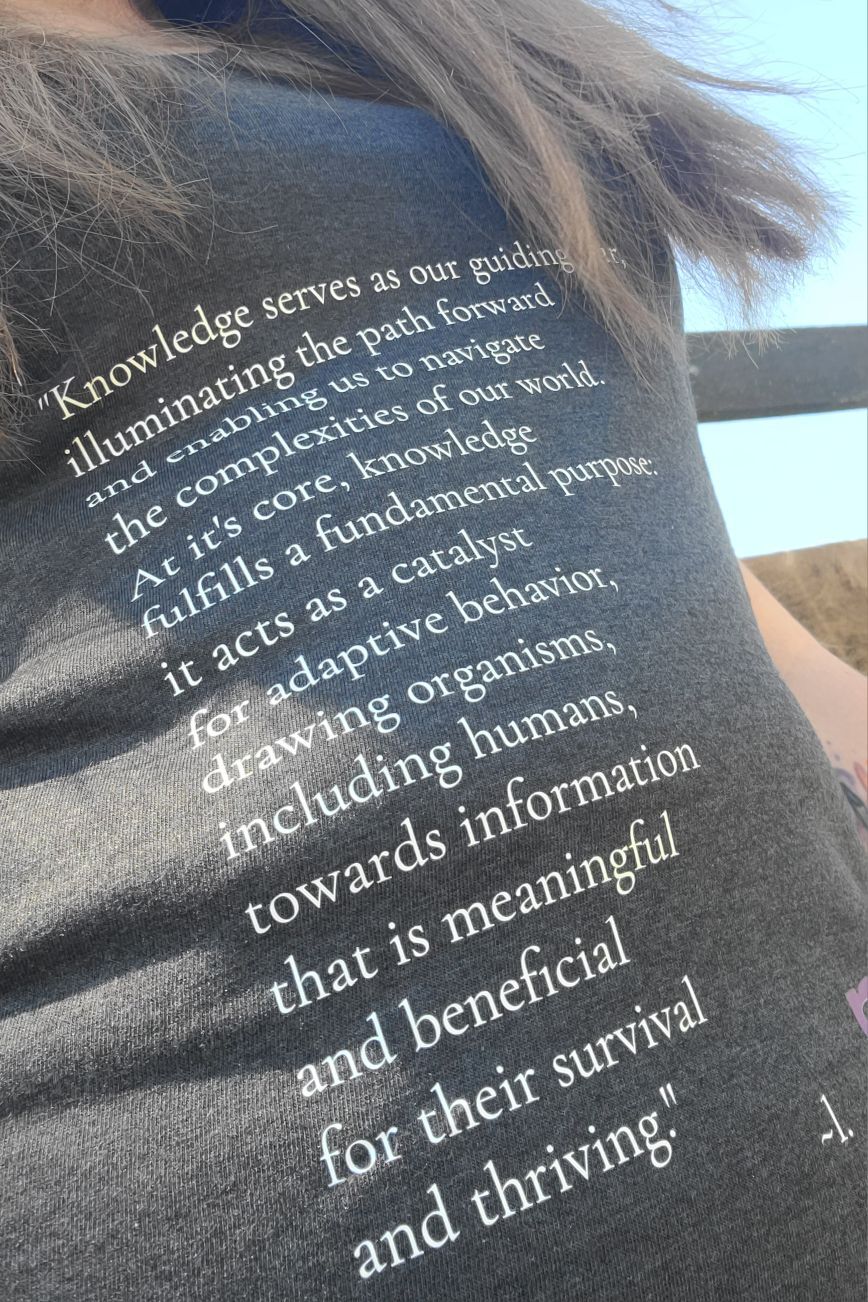 "Knowledge serves as our guiding
illuminating the path forward
and enabling us to navigate
the complexities of our world.
At it's core, knowledge
fulfills a fundamental purpose:
it acts as a catalyst
for adaptive behavior,
drawing organisms,
including humans,
towards information
that is meaningful
and beneficial
for their survival
and thriving."
~l.